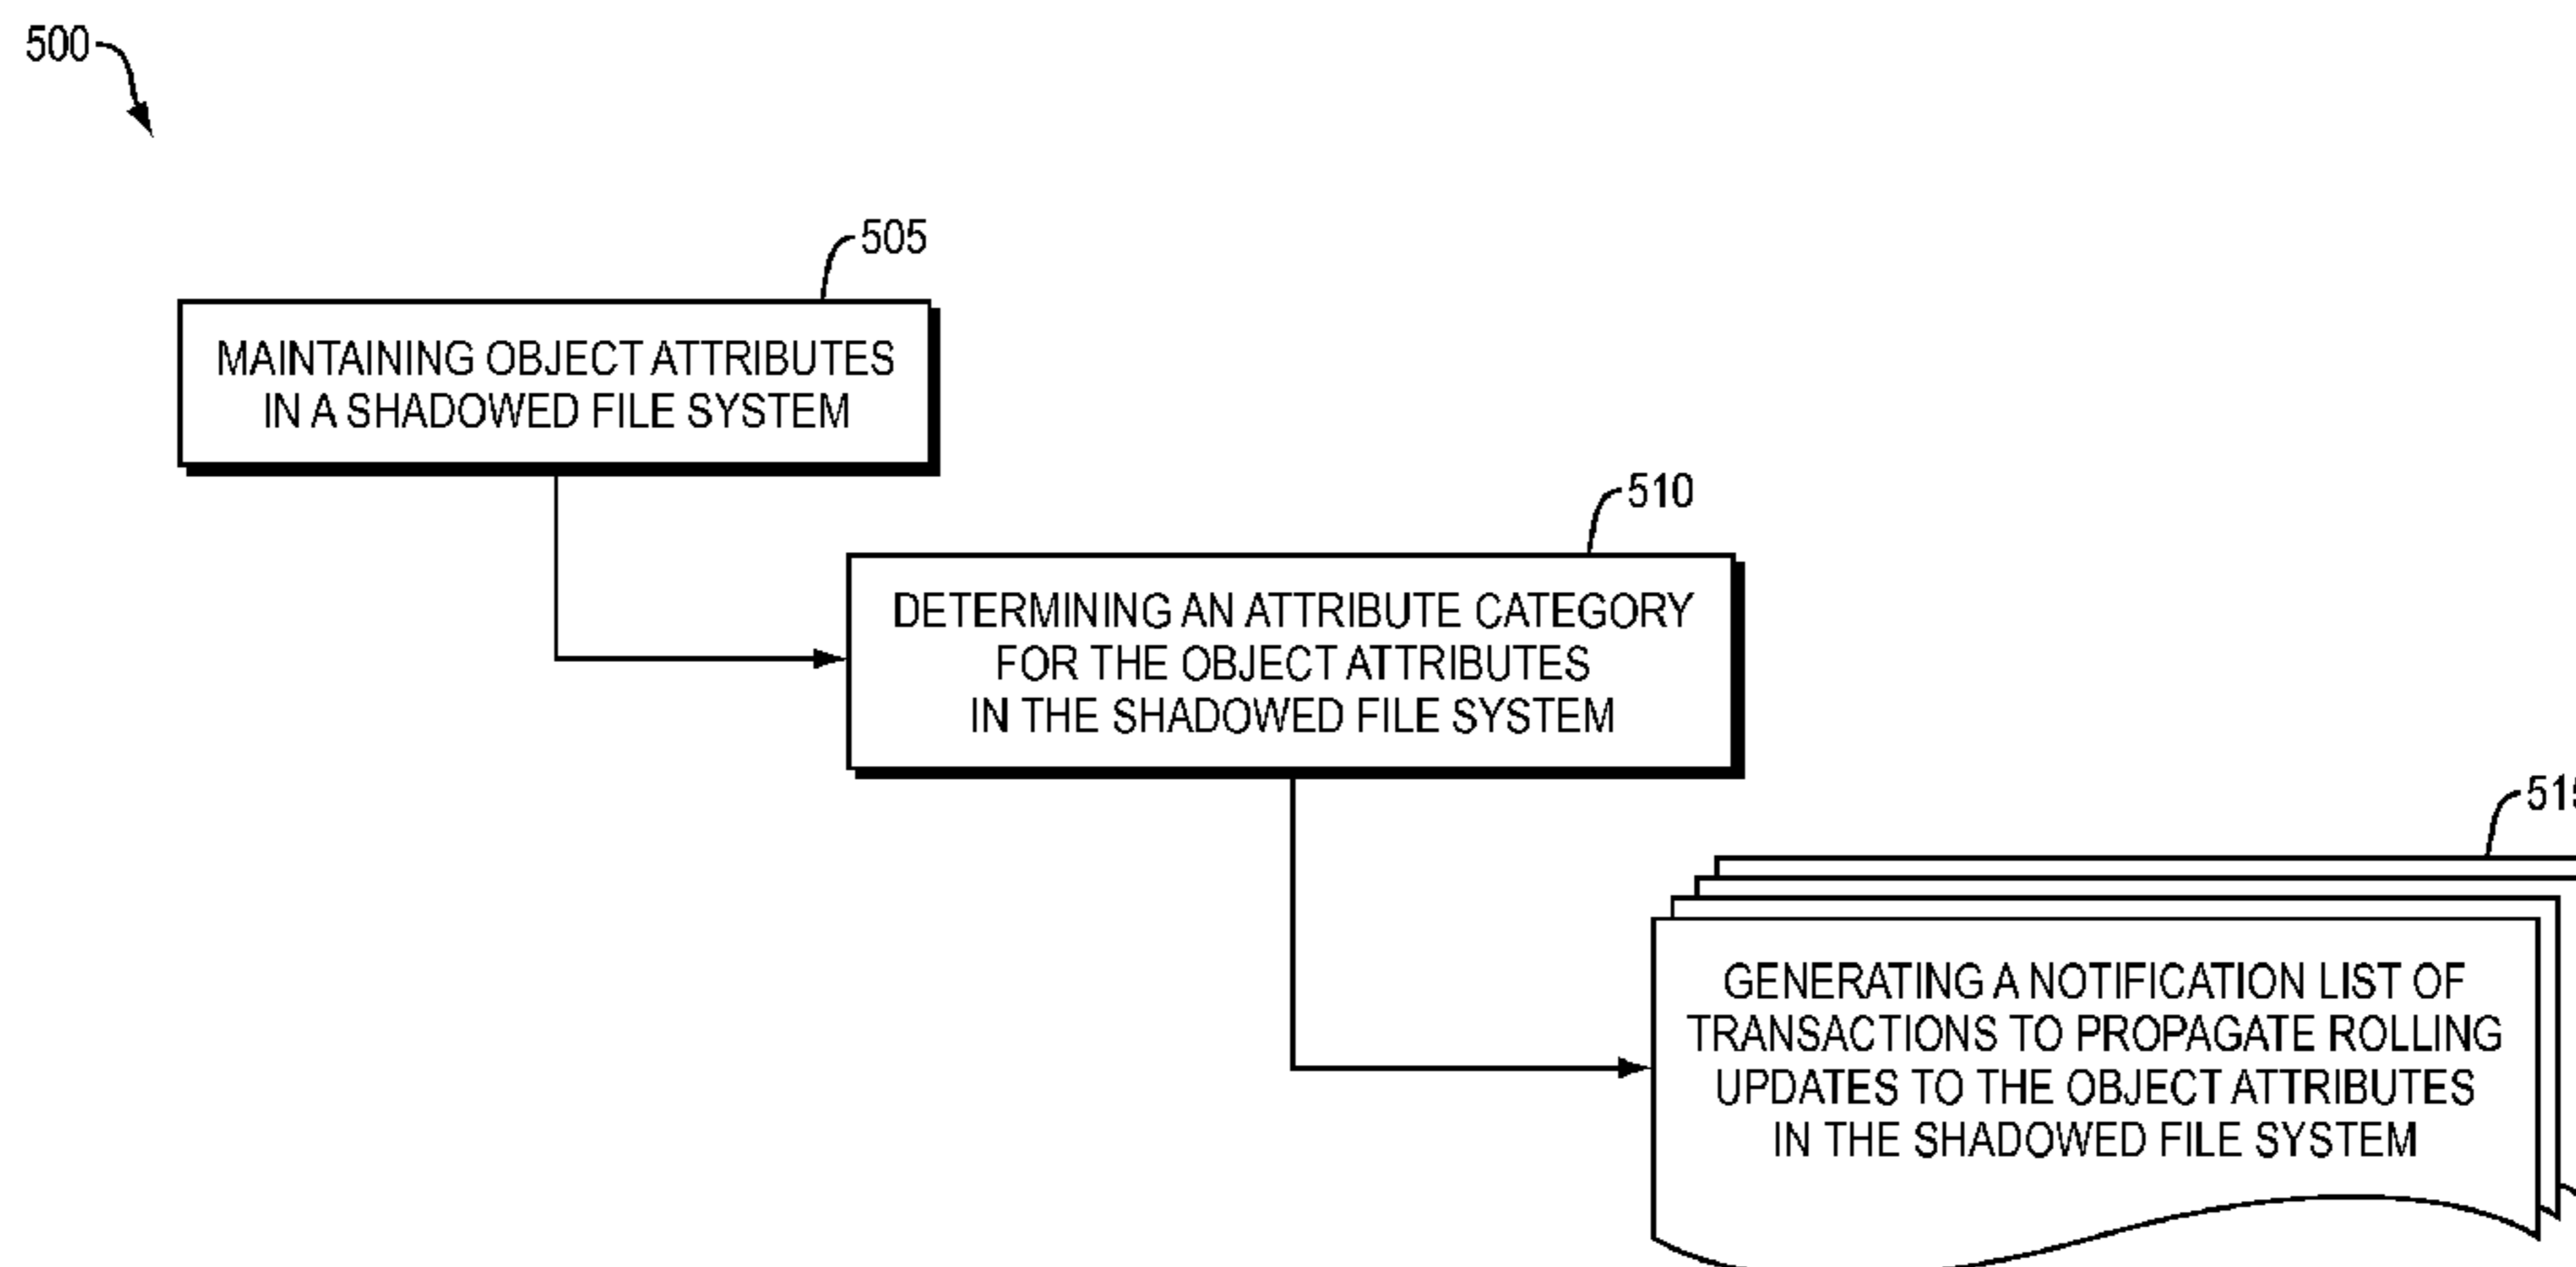 500
505
MAINTAINING OBJECT ATTRIBUTES
IN A SHADOWED FILE SYSTEM
510
DETERMINING AN ATTRIBUTE CATEGORY
FOR THE OBJECT ATTRIBUTES
IN THE SHADOWED FILE SYSTEM
515
GENERATING A NOTIFICATION LIST OF
TRANSACTIONS TO PROPAGATE ROLLING
UPDATES TO THE OBJECT ATTRIBUTES
IN THE SHADOWED FILE SYSTEM